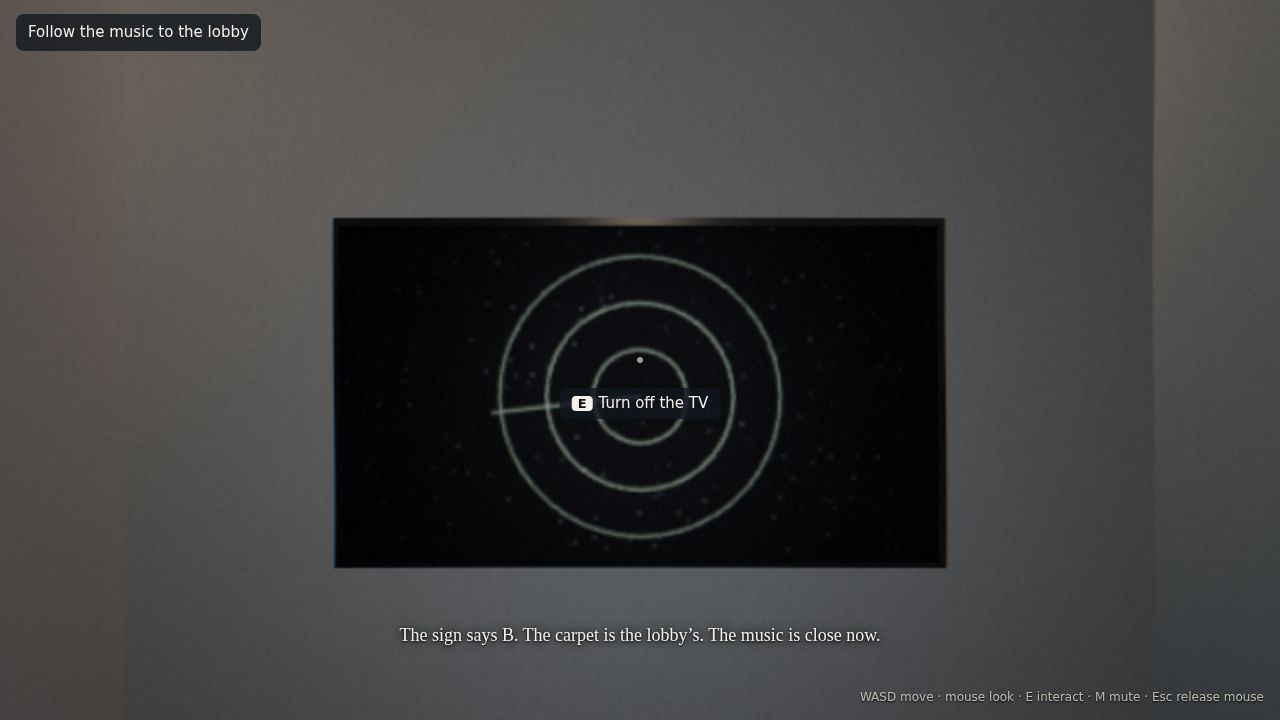 Follow the music to the lobby
E Turn off the TV
The sign says B. The carpet is the lobby’s. The music is close now.
WASD move · mouse look · E interact · M mute · Esc release mouse